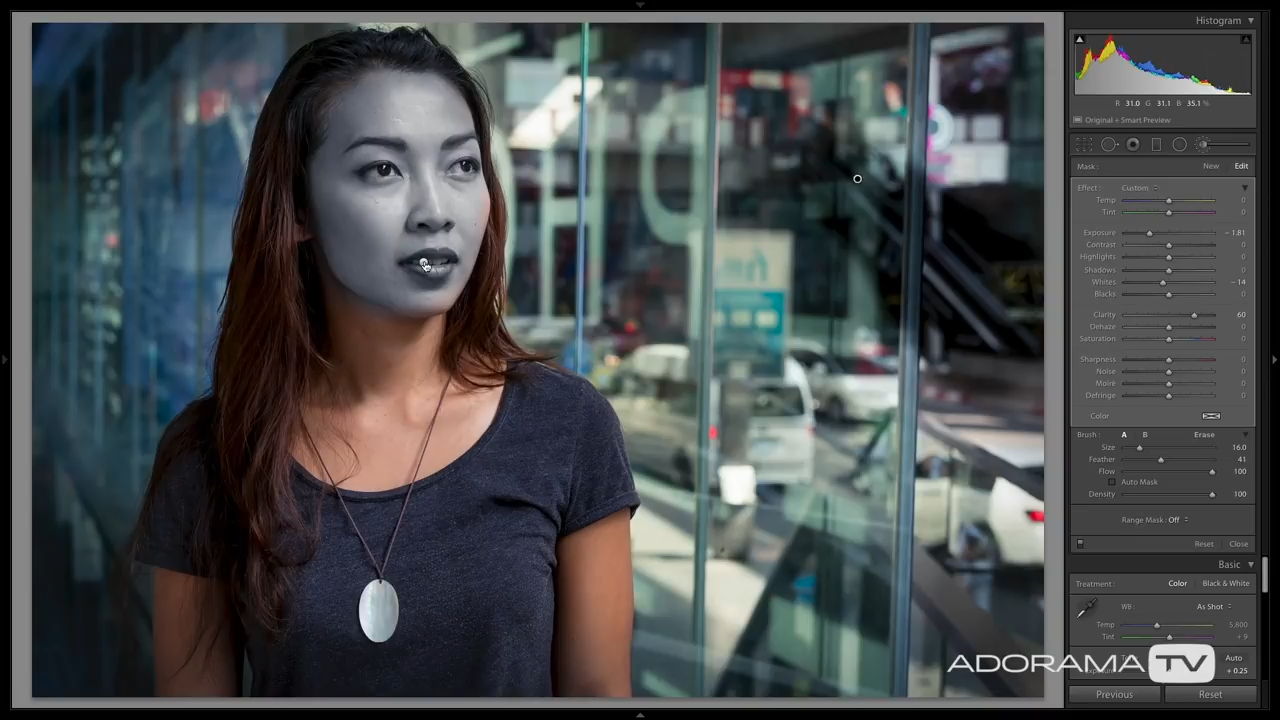 Histogram
R 31.0 G 31.1 B 35.1 %
Original + Smart Preview
Mask : New Edit
Effect : Custom
Temp 0
Tint 0
Exposure − 1.81
Contrast 0
Highlights 0
Shadows 0
Whites − 14
Blacks 0
Clarity 60
Dehaze 0
Saturation 0
Sharpness 0
Noise 0
Moiré 0
Defringe 0
Color
Brush : A B Erase
Size 16.0
Feather 41
Flow 100
Auto Mask
Density 100
Range Mask : Off
Reset Close
Basic
Treatment : Color Black & White
WB : As Shot
Temp 5,800
Tint + 9
Auto
+ 0.25
ADORAMA TV
Previous Reset